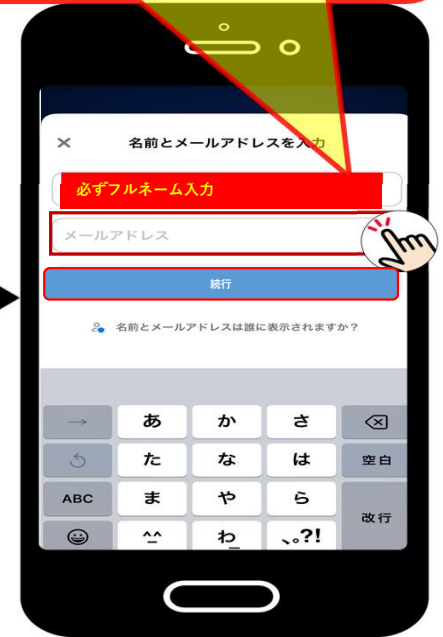 × 名前とメールアドレスを入力
必ずフルネーム入力
メールアドレス
続行
名前とメールアドレスは誰に表示されますか？
→ あ か さ
た な は 空白
ABC ま や ら
改行
^^ わ_ 、。?!